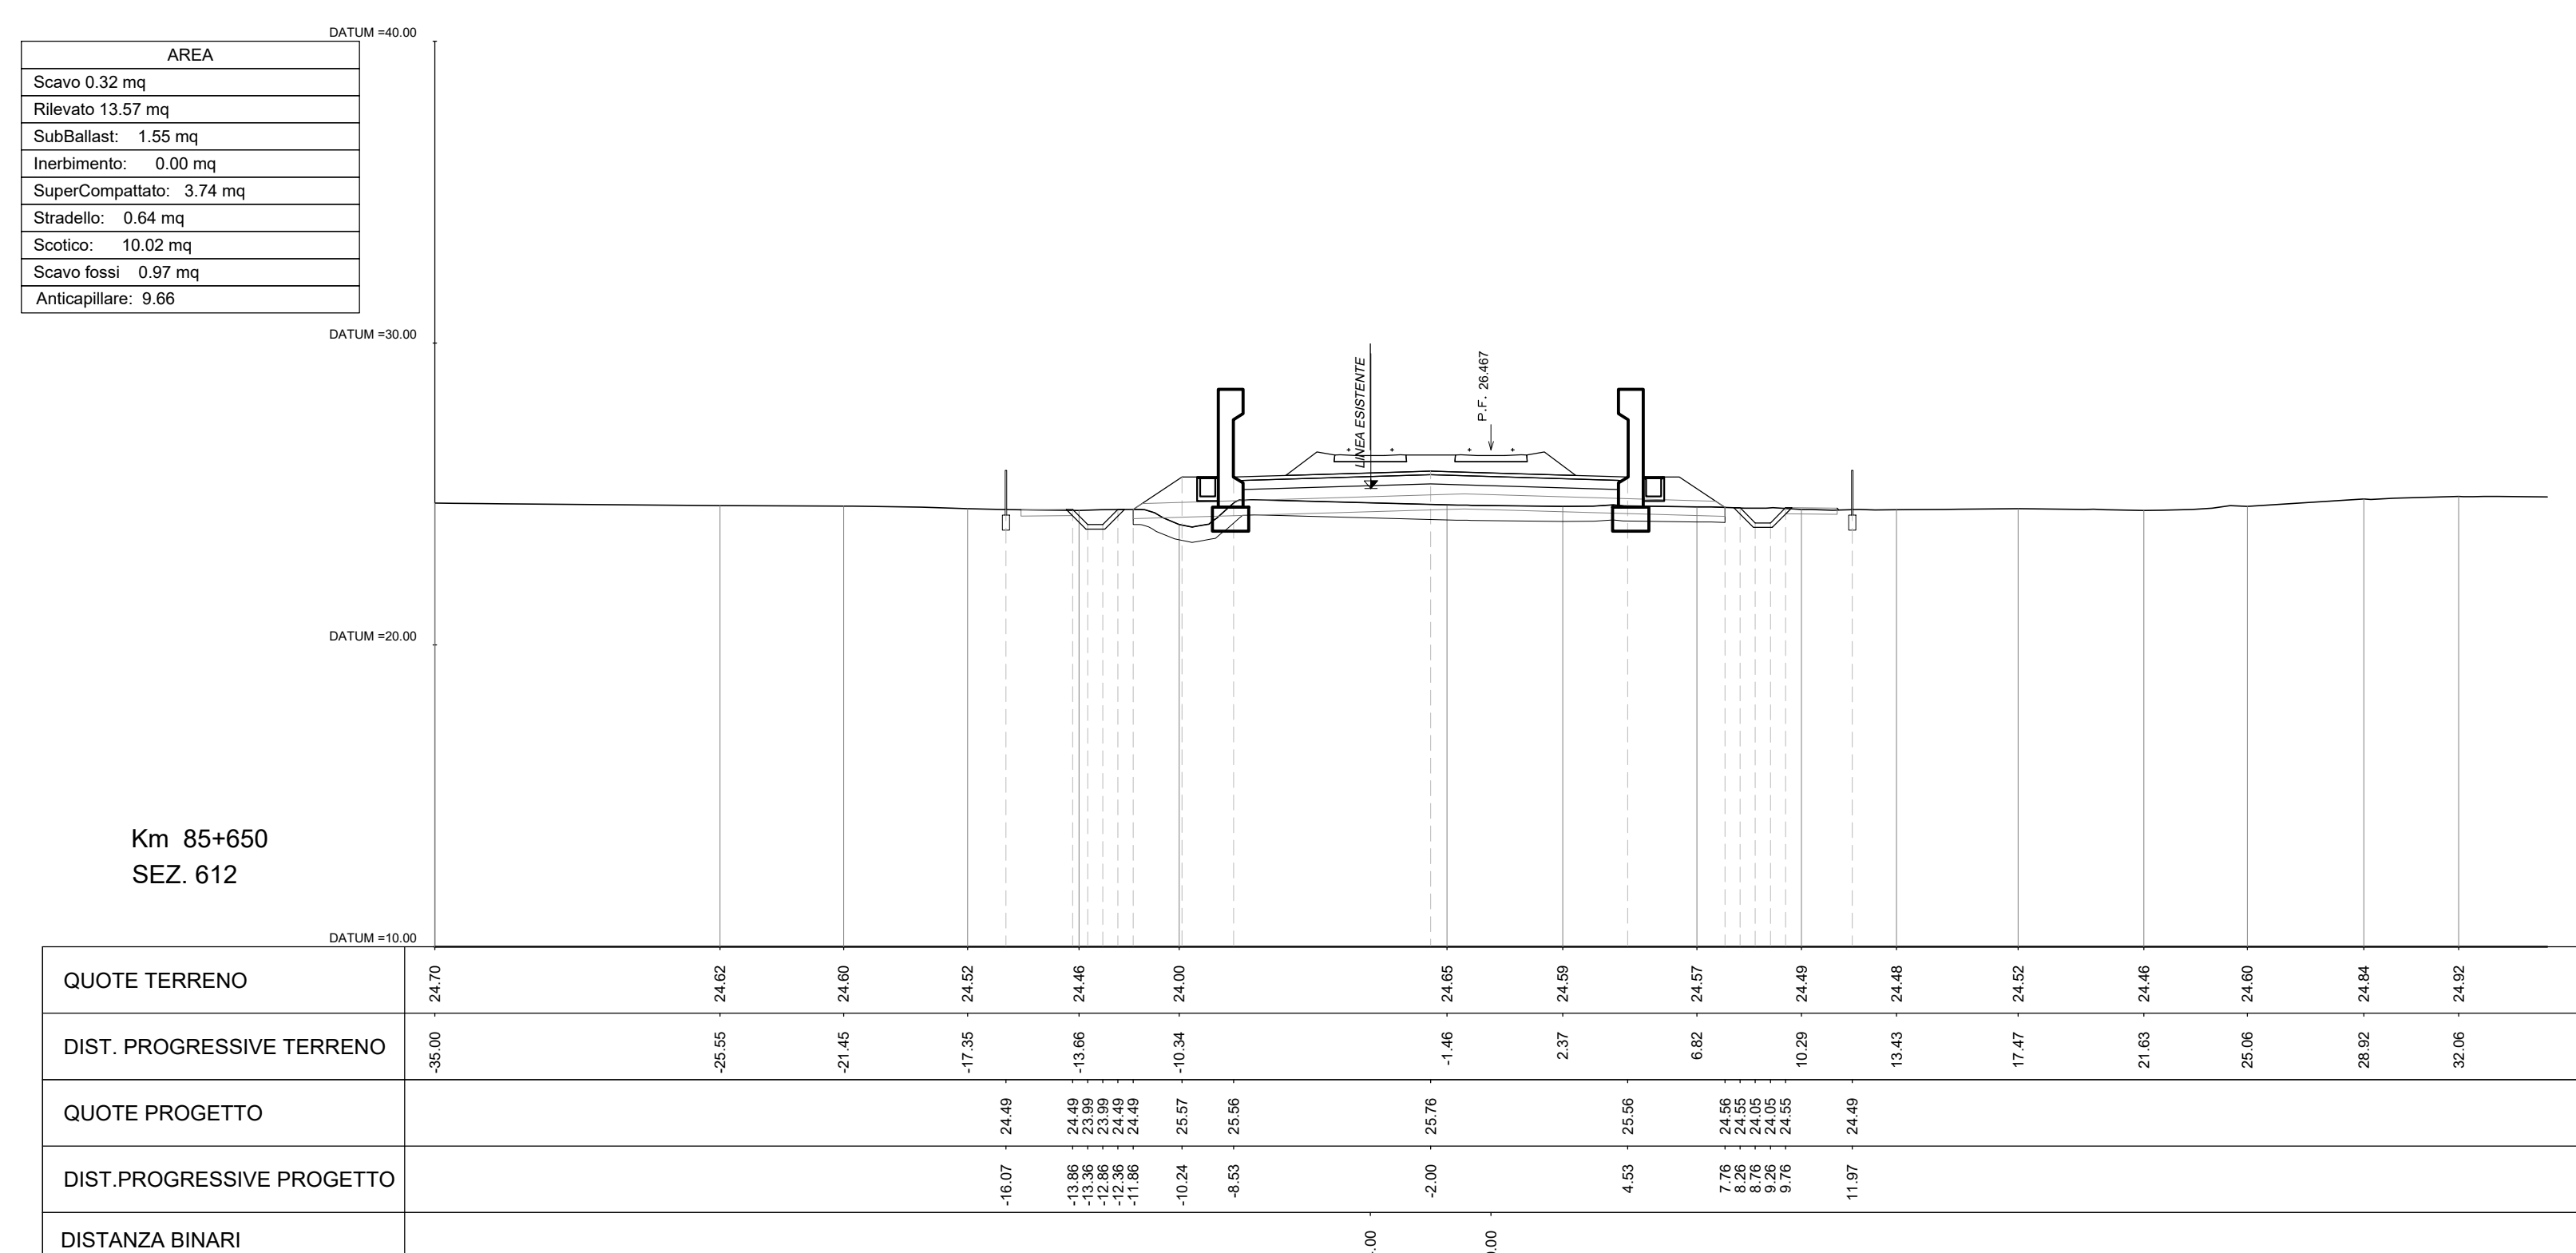 DATUM =40.00
AREA
Scavo 0.32 mq
Rilevato 13.57 mq
SubBallast: 1.55 mq
Inerbimento: 0.00 mq
SuperCompattato: 3.74 mq
Stradello: 0.64 mq
Scotico: 10.02 mq
Scavo fossi 0.97 mq
Anticapillare: 9.66
DATUM =30.00
LINEA ESISTENTE
P.F. 26.467
DATUM =20.00
Km 85+650
SEZ. 612
DATUM =10.00
QUOTE TERRENO 24.70 24.62 24.60 24.52 24.46 24.00 24.65 24.59 24.57 24.49 24.48 24.52 24.46 24.60 24.84 24.92
DIST. PROGRESSIVE TERRENO -35.00 -25.55 -21.45 -17.35 -13.66 -10.34 -1.46 2.37 6.82 10.29 13.43 17.47 21.63 25.06 28.92 32.06
QUOTE PROGETTO 24.49 24.49 23.99 23.99 24.49 24.49 25.57 25.56 25.76 25.56 24.56 24.55 24.05 24.05 24.55 24.49
DIST.PROGRESSIVE PROGETTO -16.07 -13.86 -13.36 -12.86 -12.36 -11.86 -10.24 -8.53 -2.00 4.53 7.76 8.26 8.76 9.26 9.76 11.97
DISTANZA BINARI